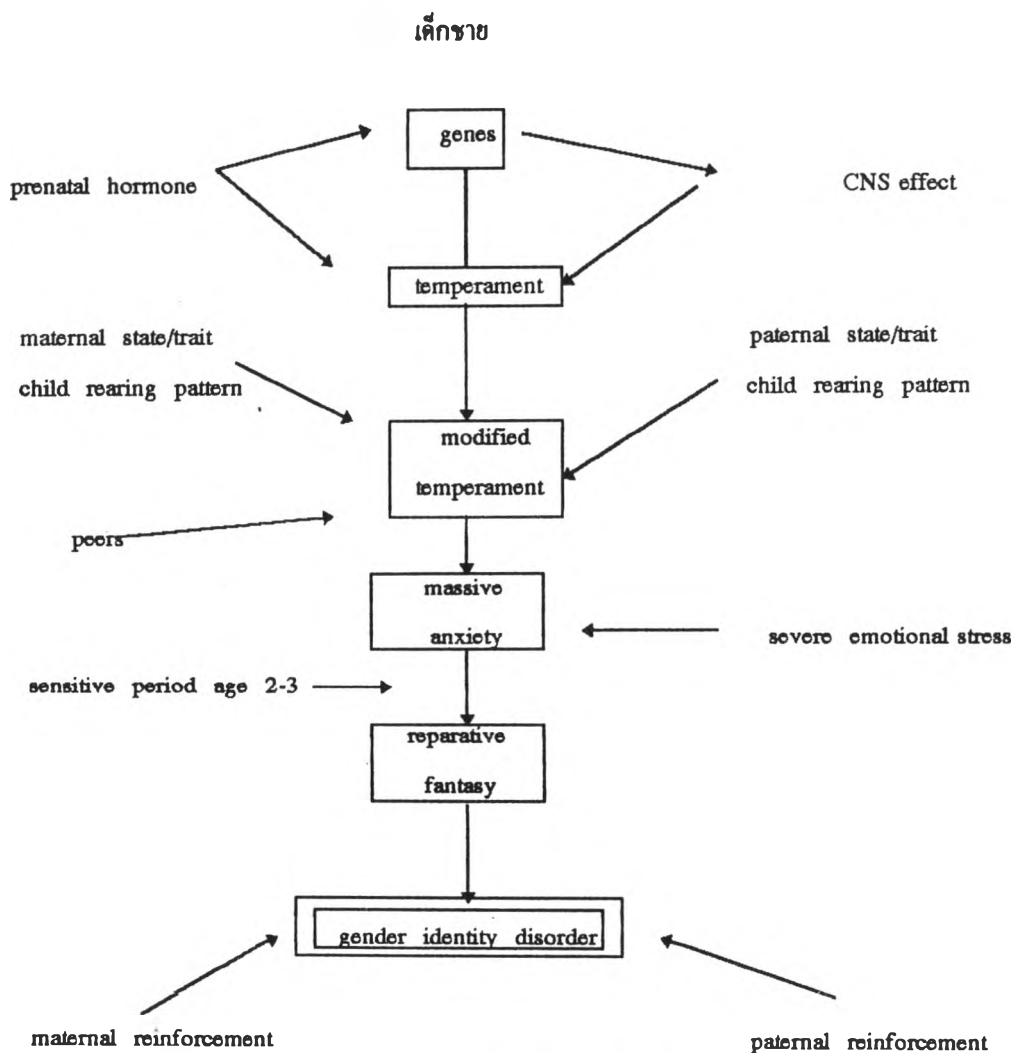 เด็กชาย
genes
prenatal hormone
CNS effect
temperament
maternal state/trait
child rearing pattern
paternal state/trait
child rearing pattern
modified
temperament
peers
massive
anxiety
severe emotional stress
sensitive period age 2-3
reparative
fantasy
gender identity disorder
maternal reinforcement
paternal reinforcement